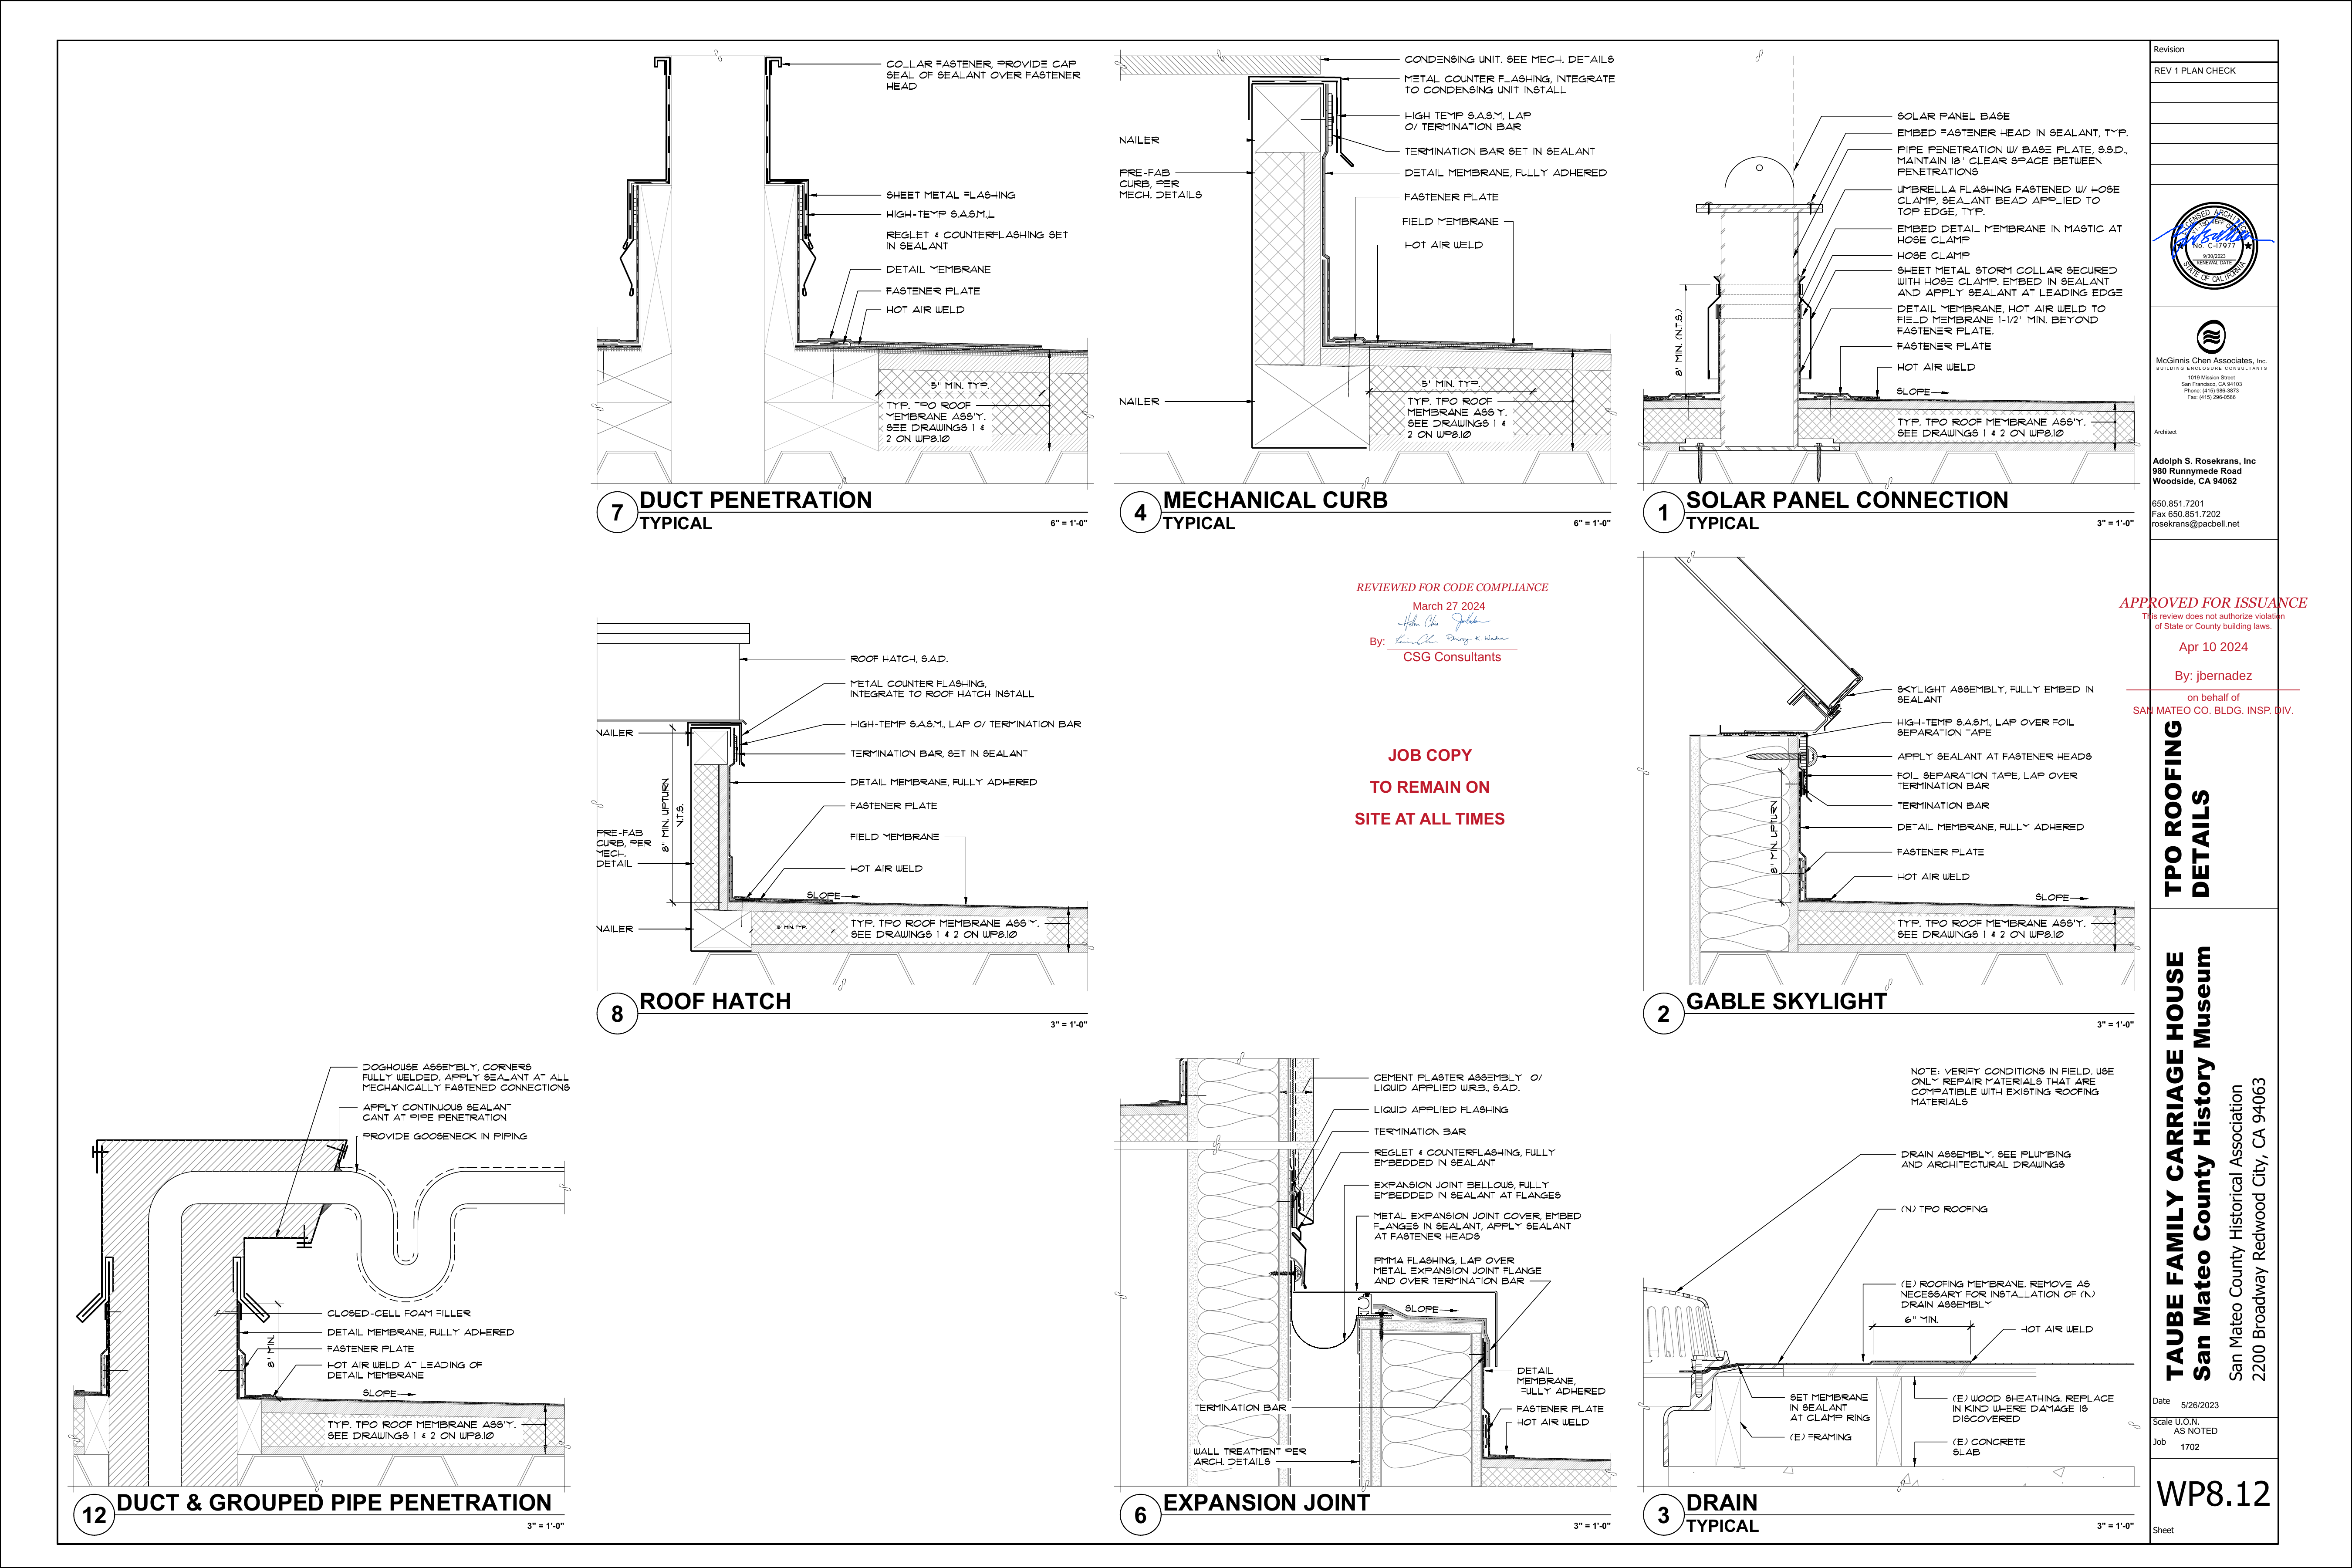 COLLAR FASTENER, PROVIDE CAP
SEAL OF SEALANT OVER FASTENER
HEAD
SHEET METAL FLASHING
HIGH-TEMP S.A.S.M.,L
REGLET & COUNTERFLASHING SET
IN SEALANT
DETAIL MEMBRANE
FASTENER PLATE
HOT AIR WELD
5" MIN. TYP.
TYP. TPO ROOF
MEMBRANE ASS'Y.
SEE DRAWINGS 1 &
2 ON WP8.10
7
DUCT PENETRATION
TYPICAL
6" = 1'-0"
CONDENSING UNIT. SEE MECH. DETAILS
METAL COUNTER FLASHING, INTEGRATE
TO CONDENSING UNIT INSTALL
HIGH TEMP S.A.S.M, LAP
O/ TERMINATION BAR
NAILER
TERMINATION BAR SET IN SEALANT
PRE-FAB
CURB, PER
MECH. DETAILS
DETAIL MEMBRANE, FULLY ADHERED
FASTENER PLATE
FIELD MEMBRANE
HOT AIR WELD
5" MIN. TYP.
NAILER
TYP. TPO ROOF
MEMBRANE ASS'Y.
SEE DRAWINGS 1 &
2 ON WP8.10
4
MECHANICAL CURB
TYPICAL
6" = 1'-0"
SOLAR PANEL BASE
EMBED FASTENER HEAD IN SEALANT, TYP.
PIPE PENETRATION W/ BASE PLATE, S.S.D.,
MAINTAIN 18" CLEAR SPACE BETWEEN
PENETRATIONS
UMBRELLA FLASHING FASTENED W/ HOSE
CLAMP, SEALANT BEAD APPLIED TO
TOP EDGE, TYP.
EMBED DETAIL MEMBRANE IN MASTIC AT
HOSE CLAMP
HOSE CLAMP
SHEET METAL STORM COLLAR SECURED
WITH HOSE CLAMP. EMBED IN SEALANT
AND APPLY SEALANT AT LEADING EDGE
DETAIL MEMBRANE, HOT AIR WELD TO
FIELD MEMBRANE 1-1/2" MIN. BEYOND
FASTENER PLATE.
FASTENER PLATE
HOT AIR WELD
SLOPE
8" MIN. (N.T.S.)
TYP. TPO ROOF MEMBRANE ASS'Y.
SEE DRAWINGS 1 & 2 ON WP8.10
1
SOLAR PANEL CONNECTION
TYPICAL
3" = 1'-0"
ROOF HATCH, S.A.D.
METAL COUNTER FLASHING,
INTEGRATE TO ROOF HATCH INSTALL
HIGH-TEMP S.A.S.M., LAP O/ TERMINATION BAR
NAILER
TERMINATION BAR, SET IN SEALANT
DETAIL MEMBRANE, FULLY ADHERED
FASTENER PLATE
8" MIN. UPTURN
N.T.S.
PRE-FAB
CURB, PER
MECH.
DETAIL
FIELD MEMBRANE
HOT AIR WELD
SLOPE
NAILER
5" MIN. TYP.
TYP. TPO ROOF MEMBRANE ASS'Y.
SEE DRAWINGS 1 & 2 ON WP8.10
8
ROOF HATCH
3" = 1'-0"
REVIEWED FOR CODE COMPLIANCE
March 27 2024
By:
CSG Consultants
JOB COPY
TO REMAIN ON
SITE AT ALL TIMES
SKYLIGHT ASSEMBLY, FULLY EMBED IN
SEALANT
HIGH-TEMP S.A.S.M., LAP OVER FOIL
SEPARATION TAPE
APPLY SEALANT AT FASTENER HEADS
FOIL SEPARATION TAPE, LAP OVER
TERMINATION BAR
TERMINATION BAR
DETAIL MEMBRANE, FULLY ADHERED
FASTENER PLATE
HOT AIR WELD
8" MIN. UPTURN
SLOPE
TYP. TPO ROOF MEMBRANE ASS'Y.
SEE DRAWINGS 1 & 2 ON WP8.10
2
GABLE SKYLIGHT
3" = 1'-0"
DOGHOUSE ASSEMBLY, CORNERS
FULLY WELDED, APPLY SEALANT AT ALL
MECHANICALLY FASTENED CONNECTIONS
APPLY CONTINUOUS SEALANT
CANT AT PIPE PENETRATION
PROVIDE GOOSENECK IN PIPING
CLOSED-CELL FOAM FILLER
DETAIL MEMBRANE, FULLY ADHERED
FASTENER PLATE
HOT AIR WELD AT LEADING OF
DETAIL MEMBRANE
8" MIN.
SLOPE
TYP. TPO ROOF MEMBRANE ASS'Y.
SEE DRAWINGS 1 & 2 ON WP8.10
12
DUCT & GROUPED PIPE PENETRATION
3" = 1'-0"
CEMENT PLASTER ASSEMBLY O/
LIQUID APPLIED W.R.B., S.A.D.
LIQUID APPLIED FLASHING
TERMINATION BAR
REGLET & COUNTERFLASHING, FULLY
EMBEDDED IN SEALANT
EXPANSION JOINT BELLOWS, FULLY
EMBEDDED IN SEALANT AT FLANGES
METAL EXPANSION JOINT COVER, EMBED
FLANGES IN SEALANT, APPLY SEALANT
AT FASTENER HEADS
PMMA FLASHING, LAP OVER
METAL EXPANSION JOINT FLANGE
AND OVER TERMINATION BAR
SLOPE
DETAIL
MEMBRANE,
FULLY ADHERED
TERMINATION BAR
FASTENER PLATE
HOT AIR WELD
WALL TREATMENT PER
ARCH. DETAILS
6
EXPANSION JOINT
3" = 1'-0"
NOTE: VERIFY CONDITIONS IN FIELD. USE
ONLY REPAIR MATERIALS THAT ARE
COMPATIBLE WITH EXISTING ROOFING
MATERIALS
DRAIN ASSEMBLY. SEE PLUMBING
AND ARCHITECTURAL DRAWINGS
(N) TPO ROOFING
(E) ROOFING MEMBRANE. REMOVE AS
NECESSARY FOR INSTALLATION OF (N)
DRAIN ASSEMBLY
6" MIN.
HOT AIR WELD
SET MEMBRANE
IN SEALANT
AT CLAMP RING
(E) FRAMING
(E) WOOD SHEATHING. REPLACE
IN KIND WHERE DAMAGE IS
DISCOVERED
(E) CONCRETE
SLAB
3
DRAIN
TYPICAL
3" = 1'-0"
Revision
REV 1 PLAN CHECK
LICENSED ARCHITECT
No. C-17977
9/30/2023
RENEWAL DATE
STATE OF CALIFORNIA
McGinnis Chen Associates, Inc.
BUILDING ENCLOSURE CONSULTANTS
1019 Mission Street
San Francisco, CA 94103
Phone: (415) 986-3873
Fax: (415) 296-0586
Architect
Adolph S. Rosekrans, Inc
980 Runnymede Road
Woodside, CA 94062
650.851.7201
Fax 650.851.7202
rosekrans@pacbell.net
APPROVED FOR ISSUANCE
This review does not authorize violation
of State or County building laws.
Apr 10 2024
By: jbernadez
on behalf of
SAN MATEO CO. BLDG. INSP. DIV.
TPO ROOFING
DETAILS
TAUBE FAMILY CARRIAGE HOUSE
San Mateo County History Museum
San Mateo County Historical Association
2200 Broadway Redwood City, CA 94063
Date 5/26/2023
Scale U.O.N.
AS NOTED
Job 1702
WP8.12
Sheet